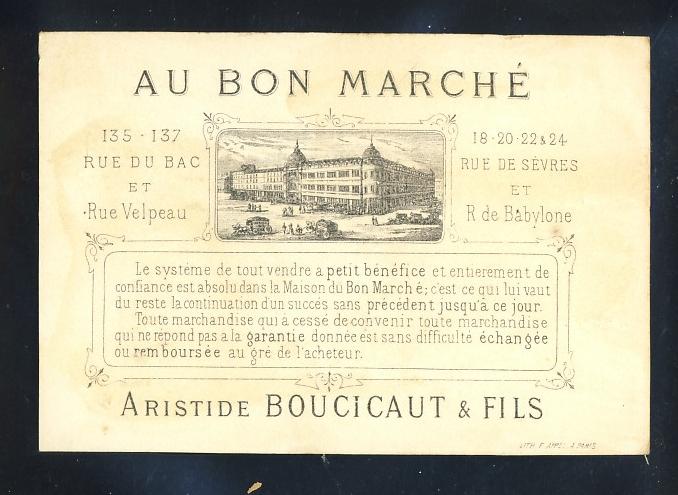 AU BON MARCHÉ
135 - 137
RUE DU BAC
ET
Rue Velpeau
18 - 20 - 22 & 24
RUE DE SÈVRES
ET
R de Babylone
Le système de tout vendre a petit bénéfice et entierement de
confiance est absolu dans la Maison du Bon Marché; c'est ce qui lui vaut
du reste la continuation d'un succès sans précédent jusqu'à ce jour.
Toute marchandise qui à cessé de convenir toute marchandise
qui ne répond pas a la garantie donnée est sans difficulté échangée
ou remboursée au gré de l'acheteur.
ARISTIDE BOUCICAUT & FILS
LITH. F. APPEL A PARIS